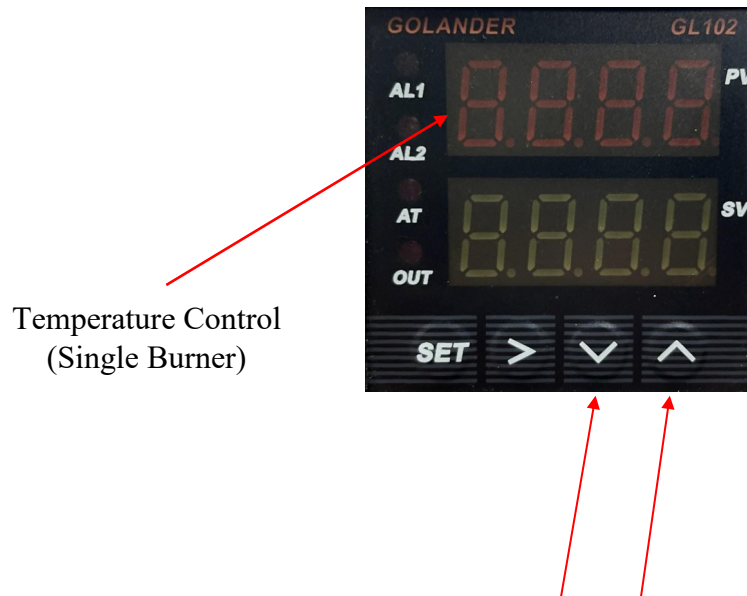 GOLANDER GL102
AL1
PV
AL2
AT
SV
OUT
Temperature Control
(Single Burner)
SET